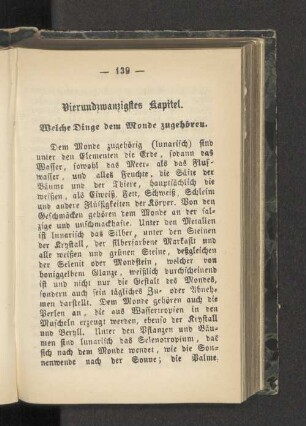 — 139 —
Vierundzwanzigstes Kapitel.
Welche Dinge dem Monde zugehören.
Dem Monde zugehörig (lunarisch) sind
unter den Elementen die Erde, sodann das
Wasser, sowohl das Meer- als das Fluß-
wasser, und alles Feuchte, die Säfte der
Bäume und der Thiere, hauptsächlich die
weißen, als Eiweiß, Fett, Schweiß, Schleim
und andere Flüßigkeiten der Körper. Von den
Geschmäcken gehören dem Monde an der sal-
zige und unschmackhafte. Unter den Metallen
ist lunarisch das Silber, unter den Steinen
der Krystall, der silberfarbene Markasit und
alle weißen und grünen Steine, deßgleichen
der Selenit oder Mondstein, welcher von
honiggelbem Glanze, weißlich durchscheinend
ist und nicht nur die Gestalt des Mondes,
sondern auch sein tägliches Zu- oder Abneh-
men darstellt. Dem Monde gehören auch die
Perlen an, die aus Wassertropfen in den
Muscheln erzeugt werden, ebenso der Krystall
und Beryll. Unter den Pflanzen und Bäu-
men sind lunarisch das Selenotropium, das
sich nach dem Monde wendet, wie die Son-
nenwende nach der Sonne; die Palme.